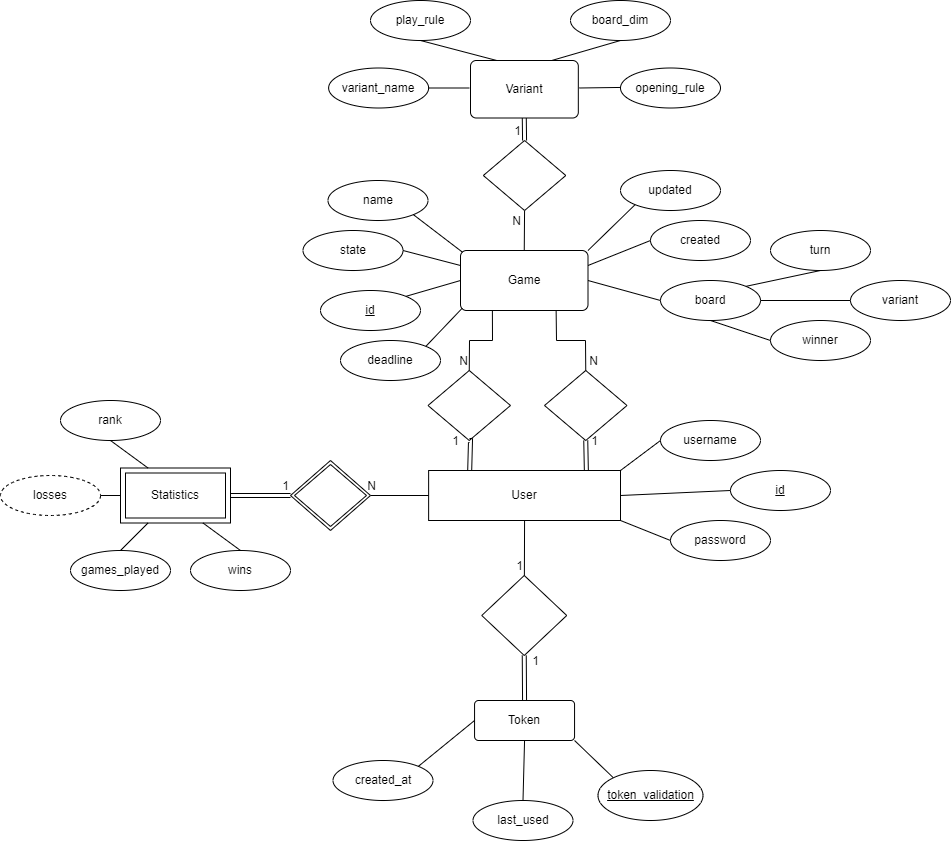 play_rule
board_dim
variant_name
Variant
opening_rule
1
N
name
updated
state
created
Game
turn
id
board
variant
deadline
winner
N
N
1
1
rank
username
losses
Statistics
1
N
User
id
games_played
wins
password
1
1
Token
created_at
last_used
token_validation